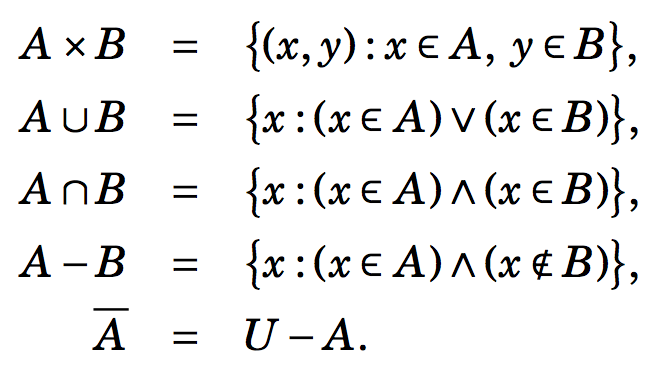 A × B = {(x, y) : x ∈ A, y ∈ B},
A ∪ B = {x : (x ∈ A) ∨ (x ∈ B)},
A ∩ B = {x : (x ∈ A) ∧ (x ∈ B)},
A − B = {x : (x ∈ A) ∧ (x ∉ B)},
A̅ = U − A.